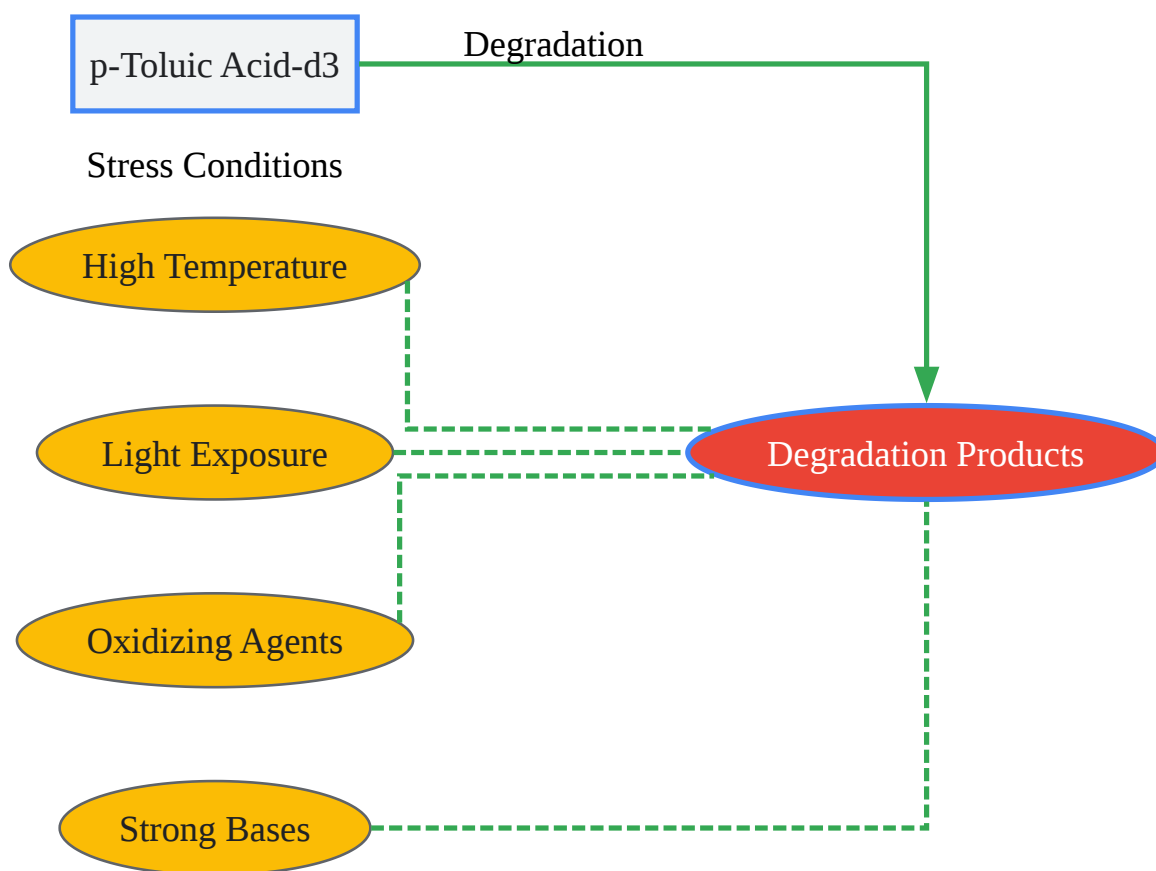 p-Toluic Acid-d3
Degradation
Stress Conditions
High Temperature
Light Exposure
Degradation Products
Oxidizing Agents
Strong Bases